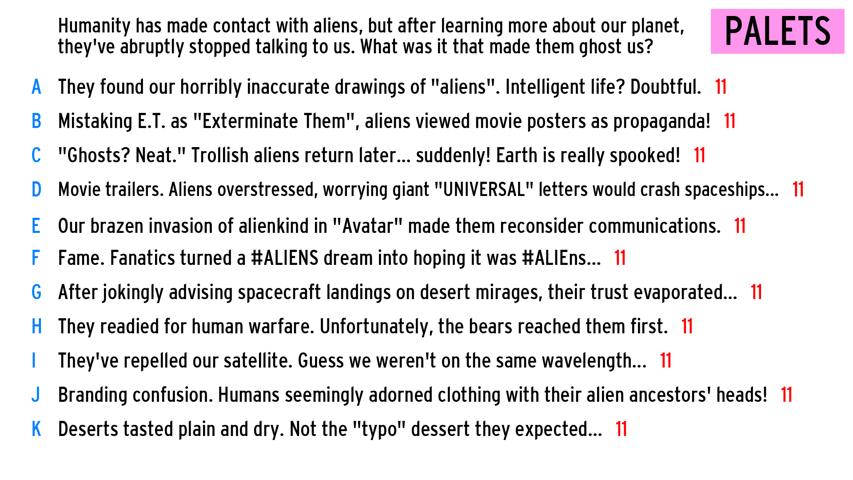 Humanity has made contact with aliens, but after learning more about our planet,
they've abruptly stopped talking to us. What was it that made them ghost us?
PALETS
A They found our horribly inaccurate drawings of "aliens". Intelligent life? Doubtful. 11
B Mistaking E.T. as "Exterminate Them", aliens viewed movie posters as propaganda! 11
C "Ghosts? Neat." Trollish aliens return later... suddenly! Earth is really spooked! 11
D Movie trailers. Aliens overstressed, worrying giant "UNIVERSAL" letters would crash spaceships... 11
E Our brazen invasion of alienkind in "Avatar" made them reconsider communications. 11
F Fame. Fanatics turned a #ALIENS dream into hoping it was #ALIEns... 11
G After jokingly advising spacecraft landings on desert mirages, their trust evaporated... 11
H They readied for human warfare. Unfortunately, the bears reached them first. 11
I They've repelled our satellite. Guess we weren't on the same wavelength... 11
J Branding confusion. Humans seemingly adorned clothing with their alien ancestors' heads! 11
K Deserts tasted plain and dry. Not the "typo" dessert they expected... 11